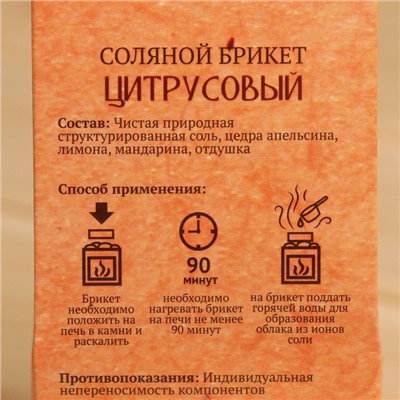 СОЛЯНОЙ БРИКЕТ
ЦИТРУСОВЫЙ
Состав: Чистая природная
структурированная соль, цедра апельсина,
лимона, мандарина, отдушка
Способ применения:
90
минут
Брикет
необходимо
положить на
печь в камни и
раскалить
необходимо
нагревать брикет
на печи не менее
90 минут
на брикет поддать
горячей воды для
образования
облака из ионов
соли
Противопоказания: Индивидуальная
непереносимость компонентов